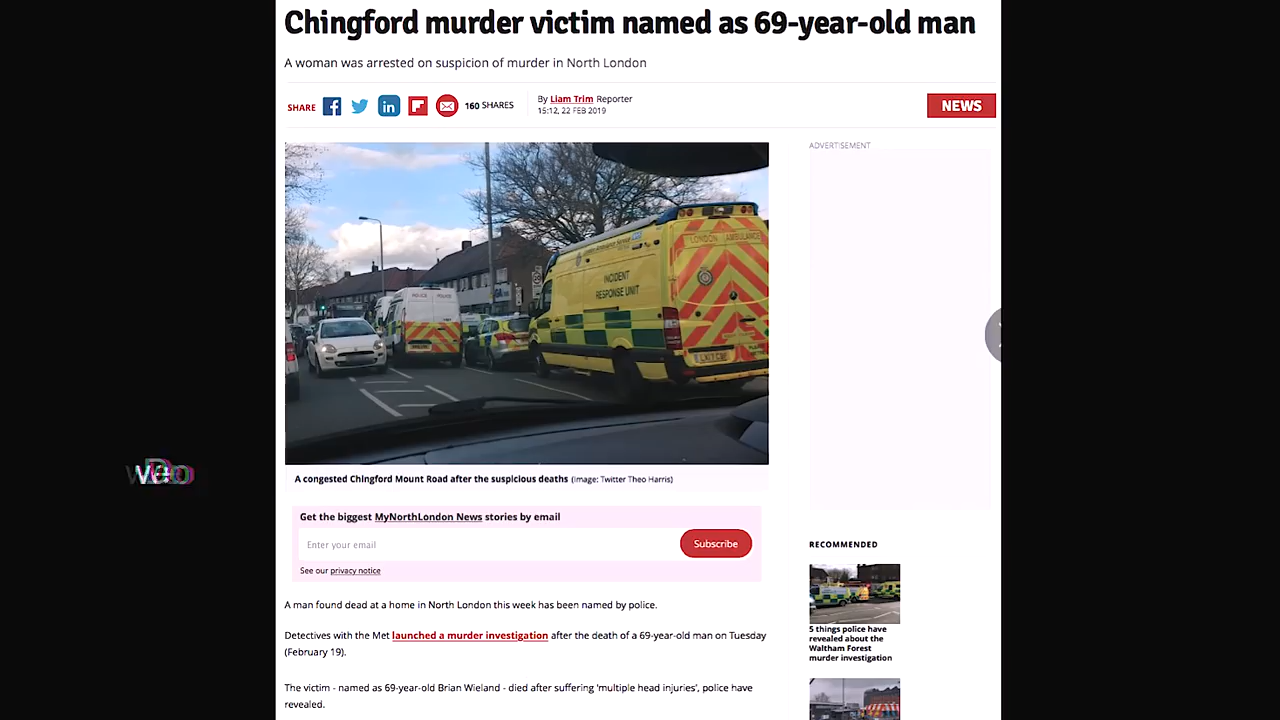 Chingford murder victim named as 69-year-old man
A woman was arrested on suspicion of murder in North London
SHARE
160 SHARES
By Liam Trim Reporter
15:12, 22 FEB 2019
NEWS
ADVERTISEMENT
LONDON AMBULANCE
INCIDENT
RESPONSE UNIT
POLICE POLICE
A congested Chingford Mount Road after the suspicious deaths (Image: Twitter Theo Harris)
Get the biggest MyNorthLondon News stories by email
Enter your email
Subscribe
See our privacy notice
A man found dead at a home in North London this week has been named by police.
Detectives with the Met launched a murder investigation after the death of a 69-year-old man on Tuesday
(February 19).
The victim - named as 69-year-old Brian Wieland - died after suffering 'multiple head injuries', police have
revealed.
RECOMMENDED
5 things police have
revealed about the
Waltham Forest
murder investigation